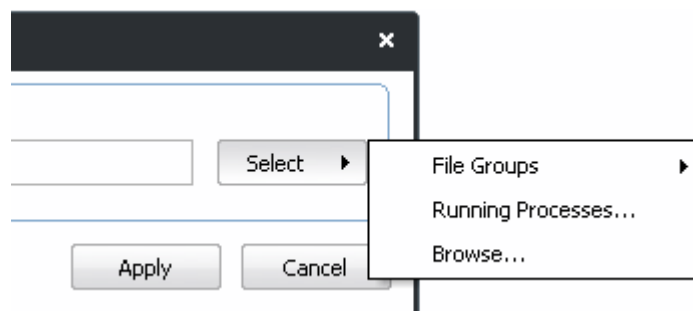 Select
File Groups
Running Processes...
Browse...
Apply
Cancel